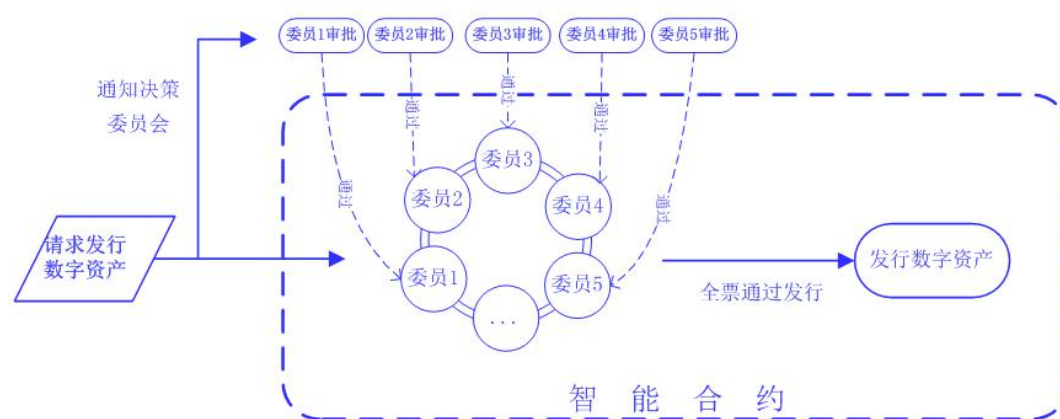 委员1审批
委员2审批
委员3审批
委员4审批
委员5审批
通知决策
委员会
通过
通过
通过
通过
通过
委员3
委员2
委员4
请求发行
数字资产
委员1
委员5
...
发行数字资产
全票通过发行
智能合约